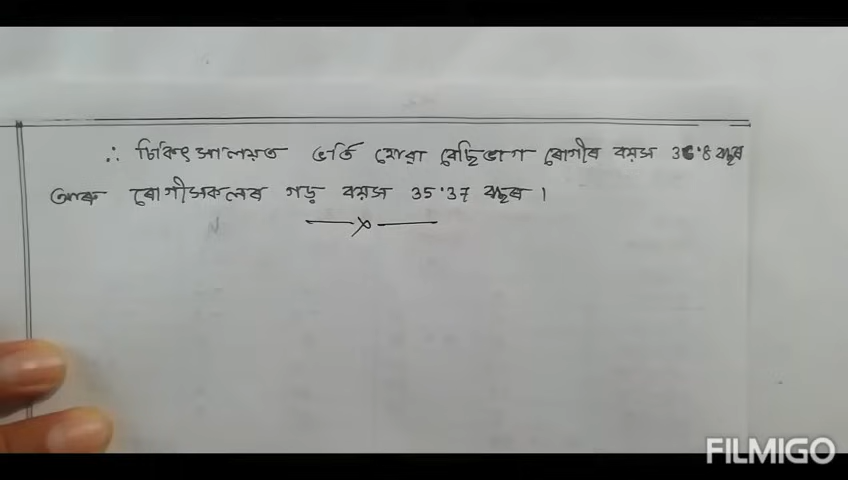 ∴ চিকিৎসালয়ত ভৰ্তি হোৱা বেছিভাগ ৰোগীৰ বয়স 36·8 বছৰ
আৰু ৰোগীসকলৰ গড় বয়স 35·37 বছৰ ।
FILMIGO